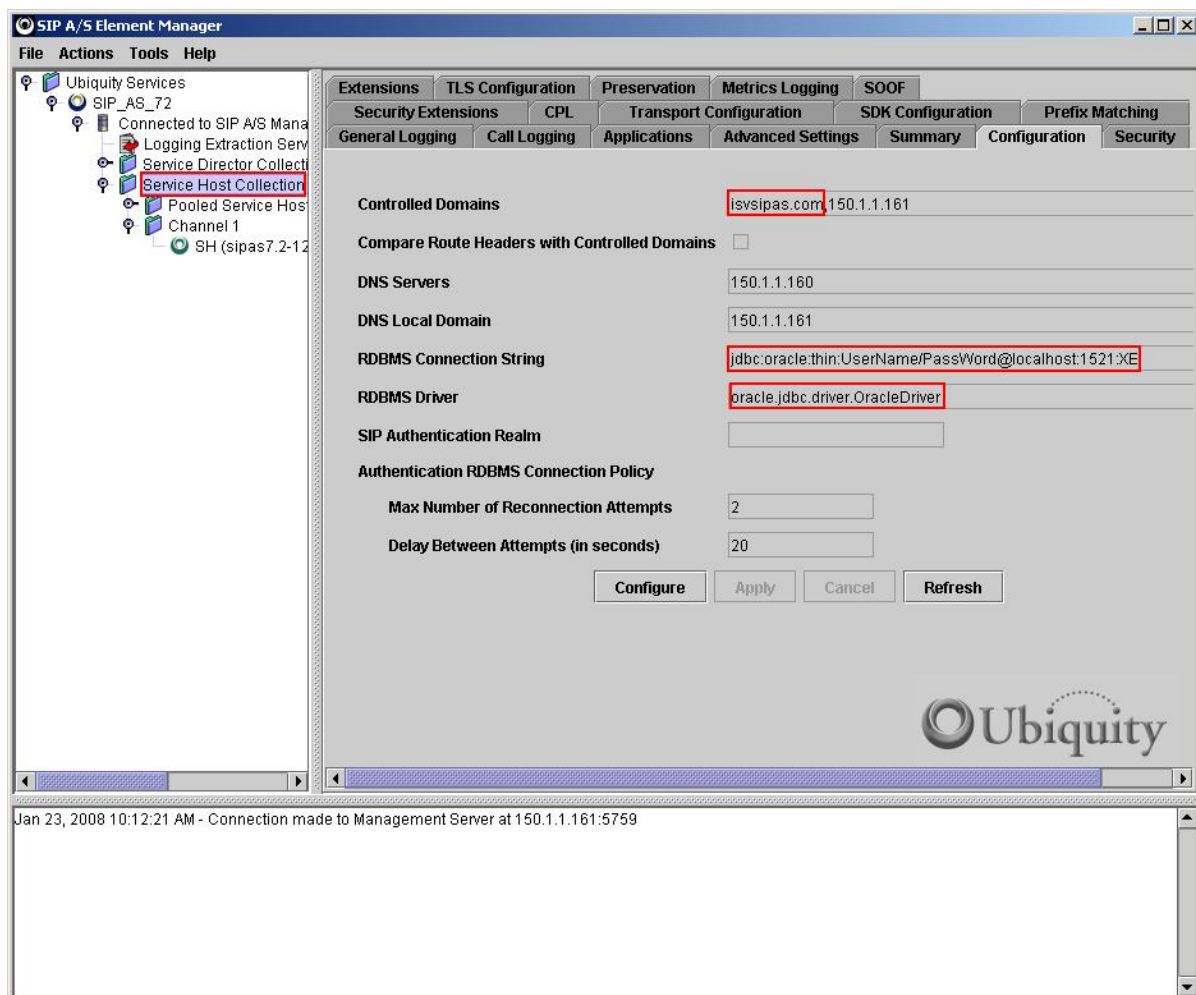 SIP A/S Element Manager
File Actions Tools Help
Ubiquity Services
SIP_AS_72
Connected to SIP A/S Mana
Logging Extraction Serv
Service Director Collecti
Service Host Collection
Pooled Service Hos
Channel 1
SH (sipas7.2-12
Extensions TLS Configuration Preservation Metrics Logging SOOF
Security Extensions CPL Transport Configuration SDK Configuration Prefix Matching
General Logging Call Logging Applications Advanced Settings Summary Configuration Security
Controlled Domains isvsipas.com,150.1.1.161
Compare Route Headers with Controlled Domains
DNS Servers 150.1.1.160
DNS Local Domain 150.1.1.161
RDBMS Connection String jdbc:oracle:thin:UserName/PassWord@localhost:1521:XE
RDBMS Driver oracle.jdbc.driver.OracleDriver
SIP Authentication Realm
Authentication RDBMS Connection Policy
Max Number of Reconnection Attempts 2
Delay Between Attempts (in seconds) 20
Configure Apply Cancel Refresh
Ubiquity
Jan 23, 2008 10:12:21 AM - Connection made to Management Server at 150.1.1.161:5759